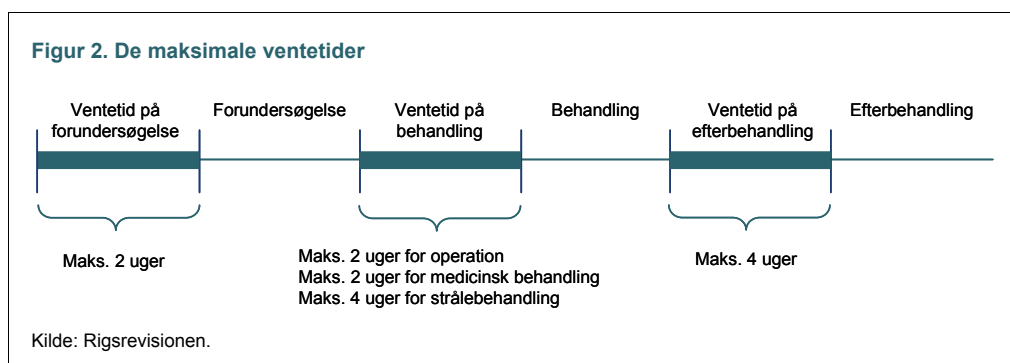 Figur 2. De maksimale ventetider
Ventetid på
forundersøgelse
Forundersøgelse
Ventetid på
behandling
Behandling
Ventetid på
efterbehandling
Efterbehandling
Maks. 2 uger
Maks. 2 uger for operation
Maks. 2 uger for medicinsk behandling
Maks. 4 uger for strålebehandling
Maks. 4 uger
Kilde: Rigsrevisionen.